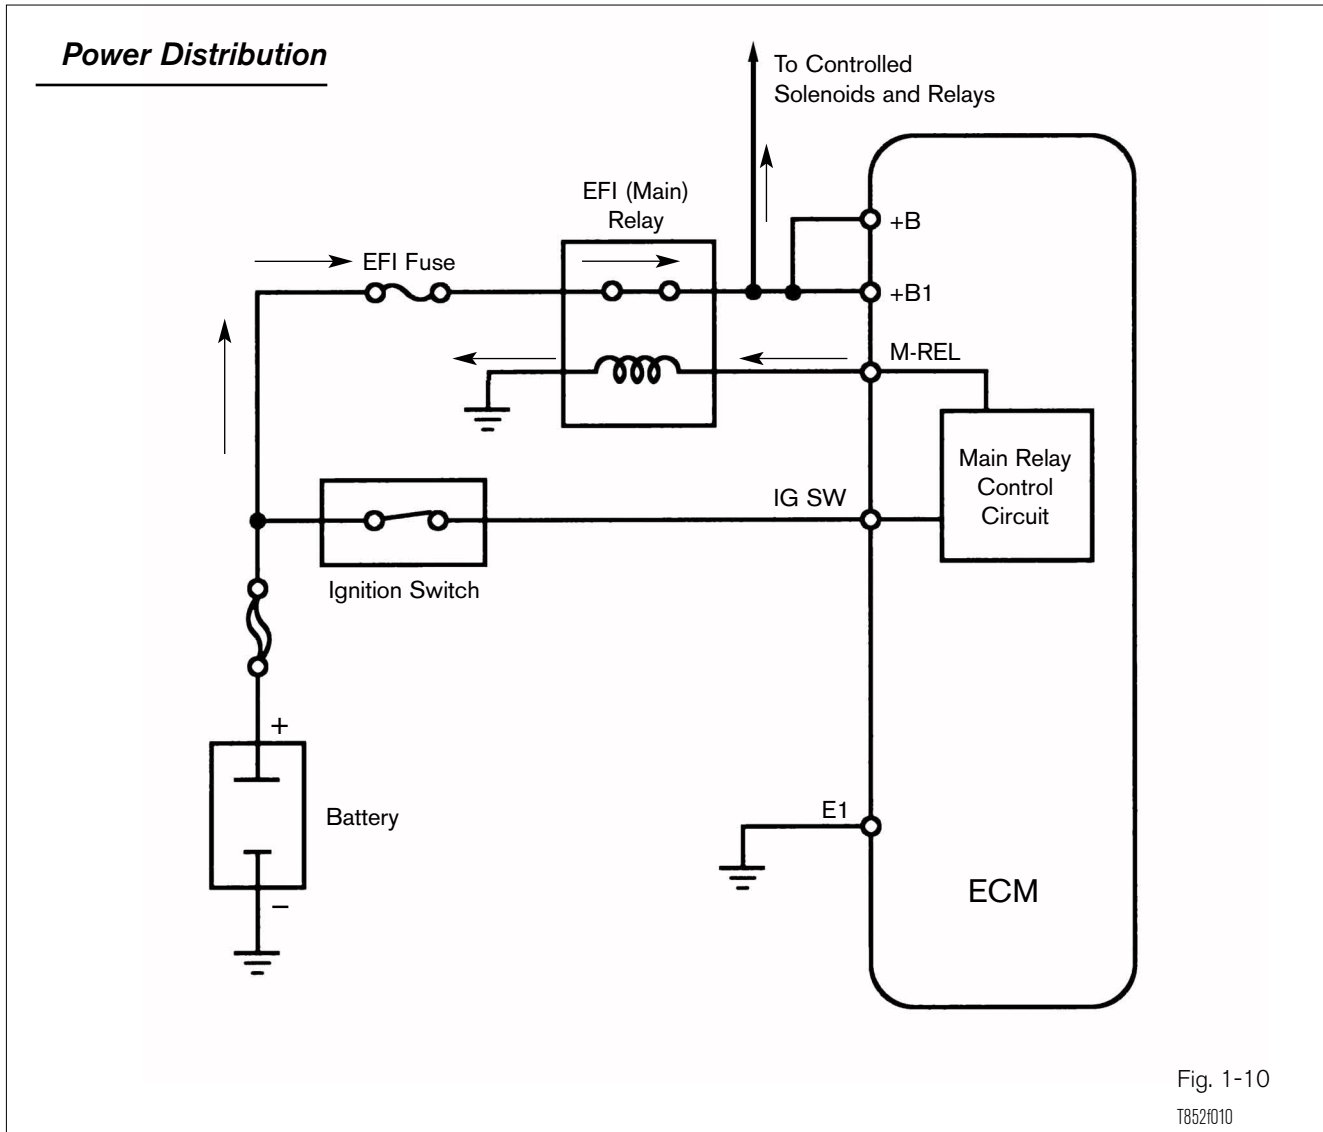 Power Distribution
To Controlled
Solenoids and Relays
EFI (Main)
Relay
+B
EFI Fuse
+B1
M-REL
Main Relay
Control
Circuit
IG SW
Ignition Switch
+
Battery
E1
−
ECM
Fig. 1-10
T852f010